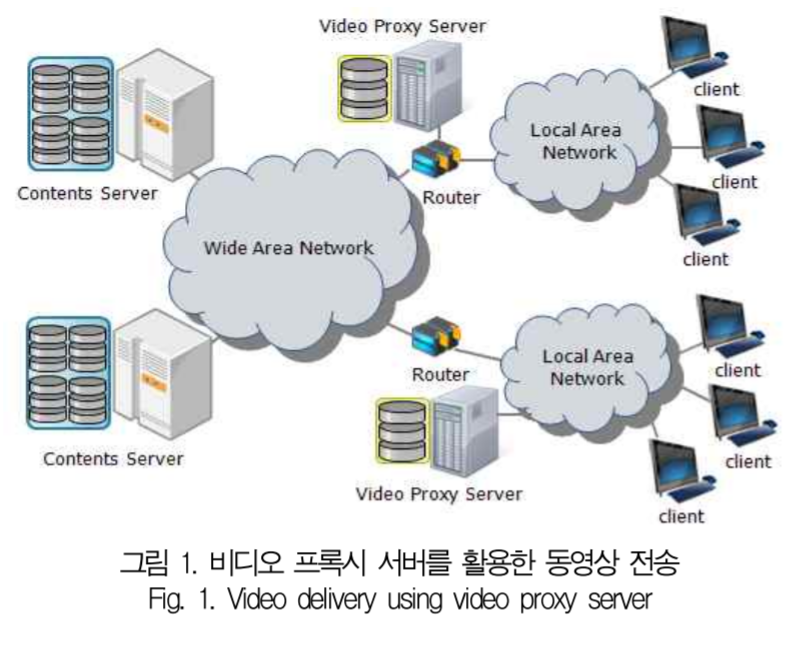 Video Proxy Server
client
Local Area
Network
client
Contents Server
Router
client
Wide Area Network
client
Local Area
Network
Router
client
Contents Server
Video Proxy Server
client
그림 1. 비디오 프록시 서버를 활용한 동영상 전송
Fig. 1. Video delivery using video proxy server